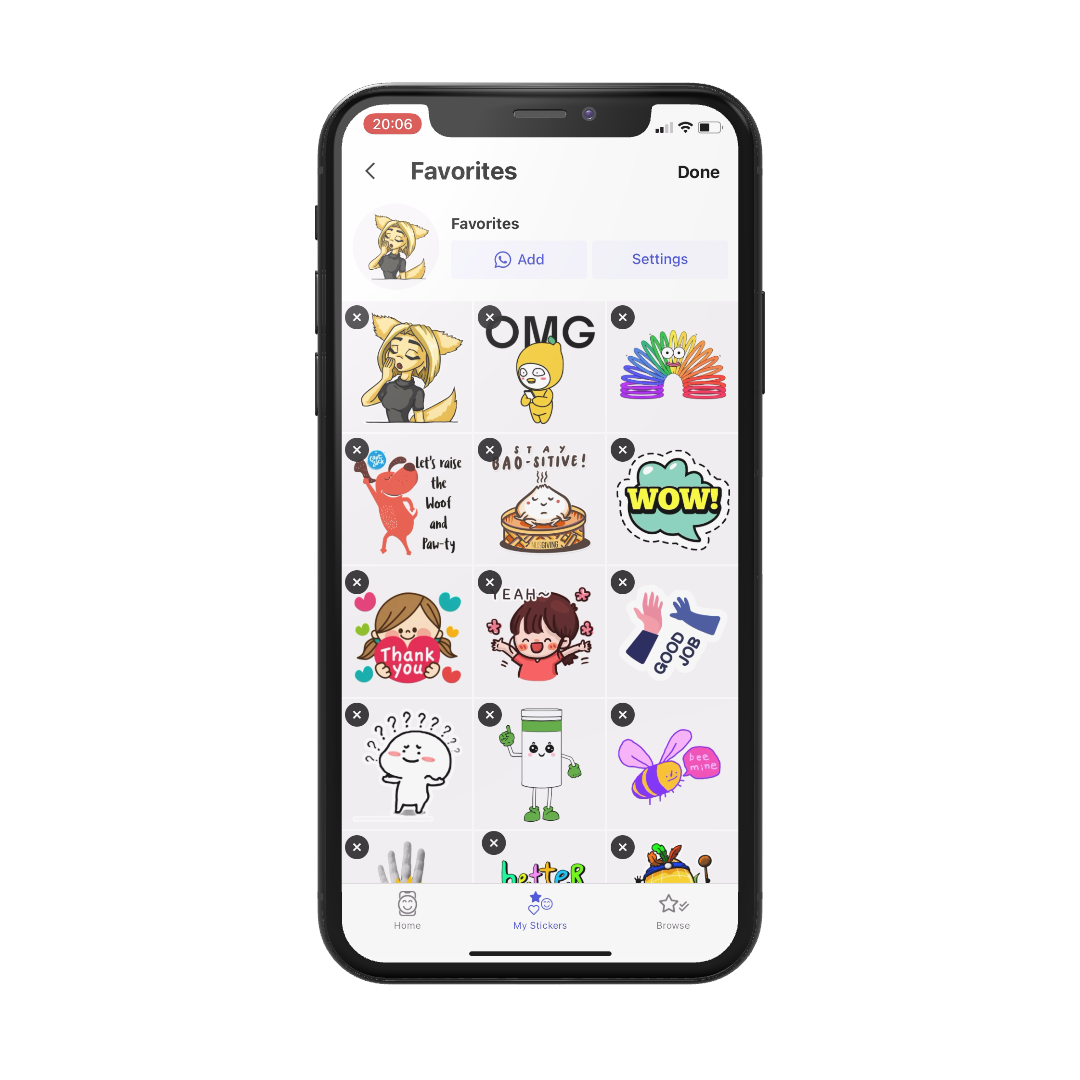 20:06
Favorites
Done
Favorites
Add
Settings
OMG
Let's raise
the
Woof
and
Paw-ty
STAY
BAO-SITIVE!
GIVING
WOW!
Thank
you
YEAH~
GOOD
JOB
? ? ? ? ? ? ? ? ?
bee
mine
better
Home
My Stickers
Browse